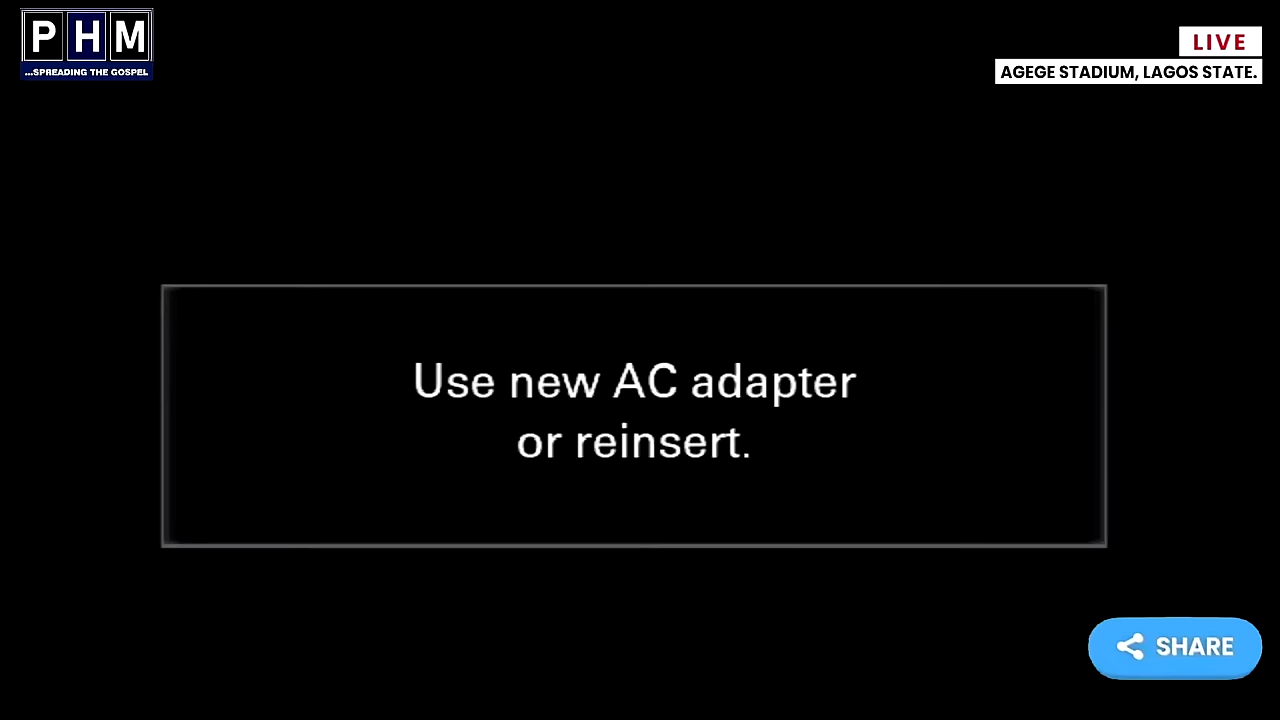 PHM
...SPREADING THE GOSPEL
LIVE
AGEGE STADIUM, LAGOS STATE.
Use new AC adapter
or reinsert.
SHARE